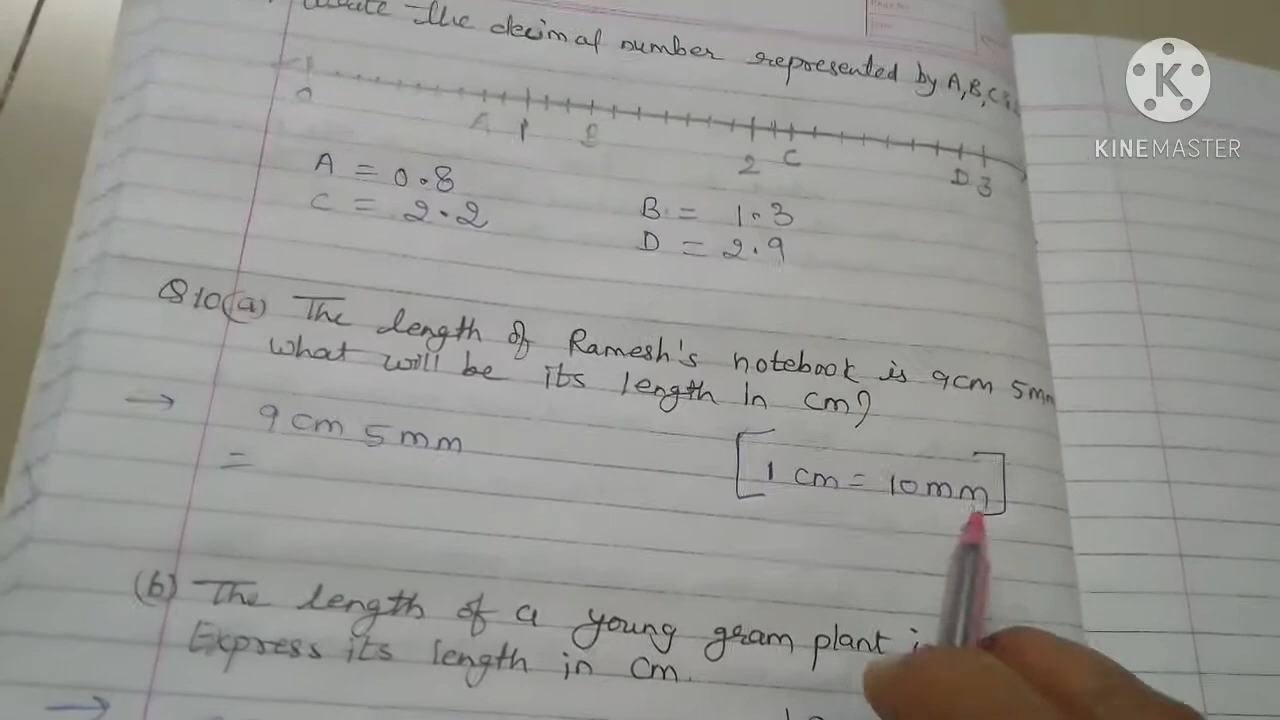 the decimal number represented by A, B, C &
0 A 1 B 2 C D 3
A = 0.8
B = 1.3
C = 2.2
D = 2.9
Q10(a) The length of Ramesh's notebook is 9cm 5mm
What will be its length in cm?
→ 9 cm 5 mm
[1 cm = 10mm]
=
(b) The length of a young gram plant
Express its length in cm.
→
KINEMASTER